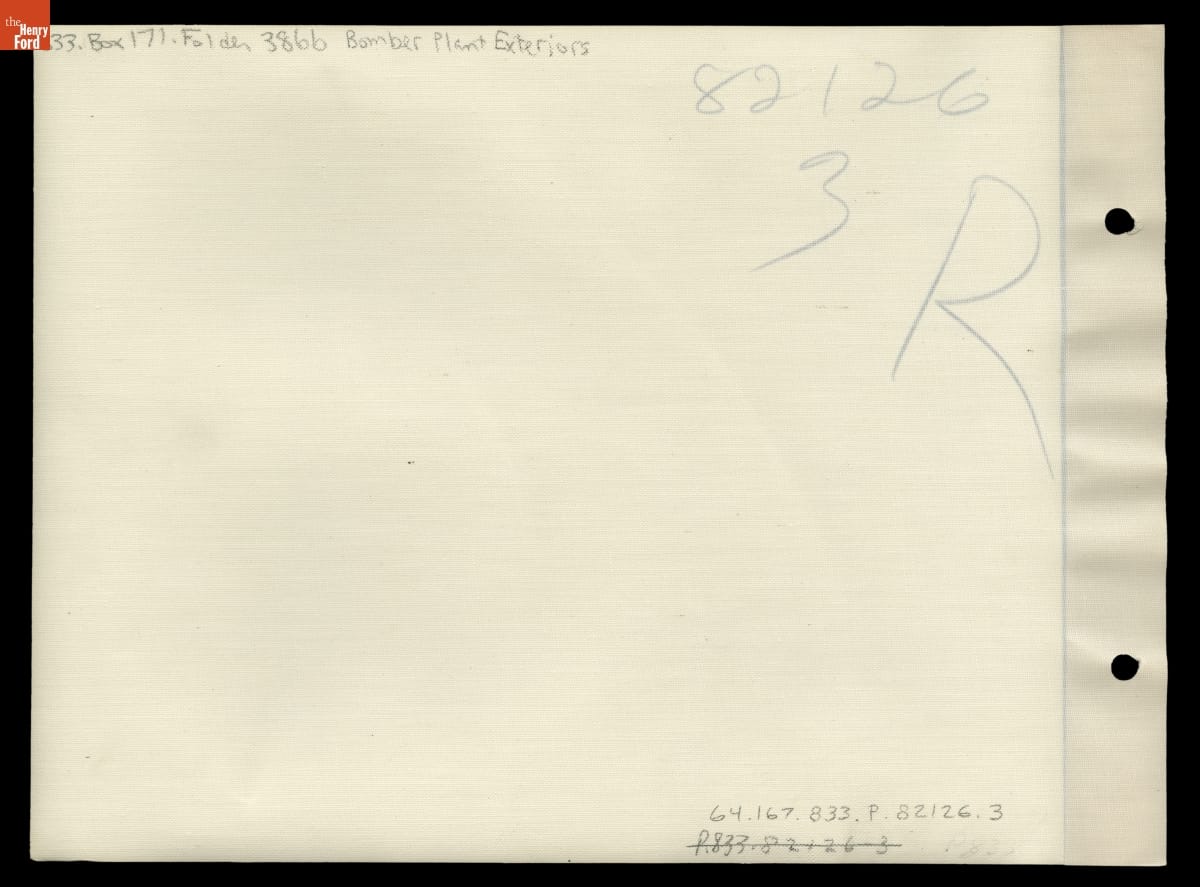 the
Henry
Ford
33. Box 171. Folder 3866 Bomber Plant Exteriors
82126
3
R
64.167.833.P.82126.3
P.833.82126-3